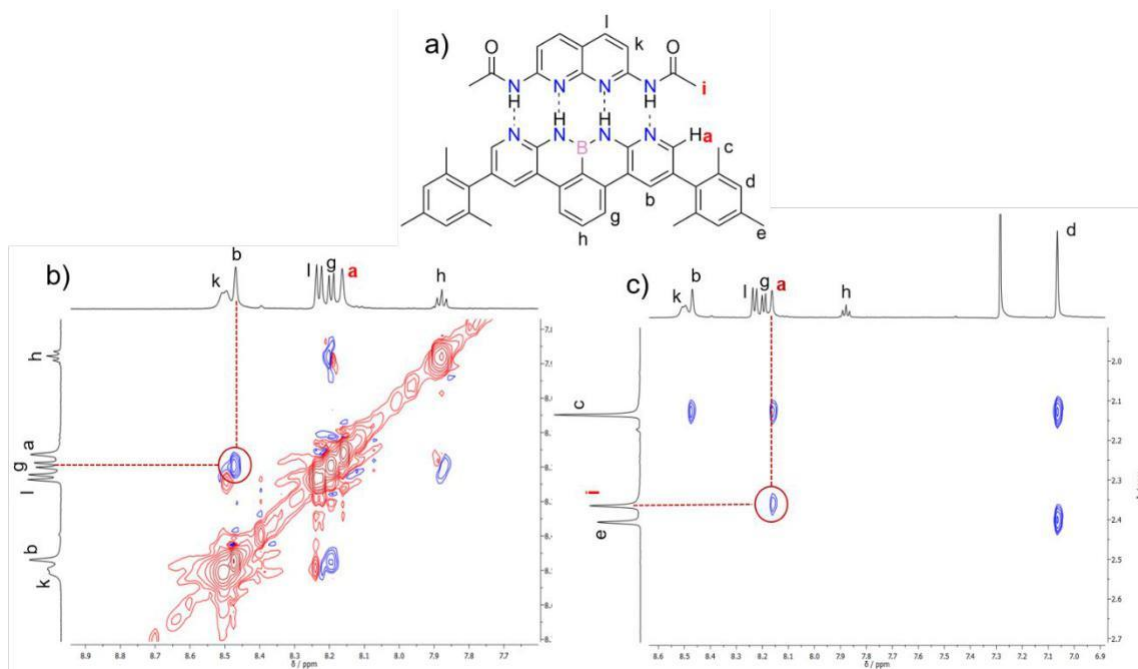 a)
l
k
O
O
N N N N
i
H H
H H
N N N N
Ha
B
c
d
b
g
e
h
b)
k
b
l
g
a
h
h
a
g
l
b
k
8.9 8.8 8.7 8.6 8.5 8.4 8.3 8.2 8.1 8.0 7.9 7.8 7.7
δ / ppm
c)
k
b
l
g
a
h
d
c
i
e
2.0
2.1
2.2
2.3
2.4
2.5
2.6
2.7
8.6 8.5 8.4 8.3 8.2 8.1 8.0 7.9 7.8 7.7 7.6 7.5 7.4 7.3 7.2 7.1 7.0 6.9
δ / ppm